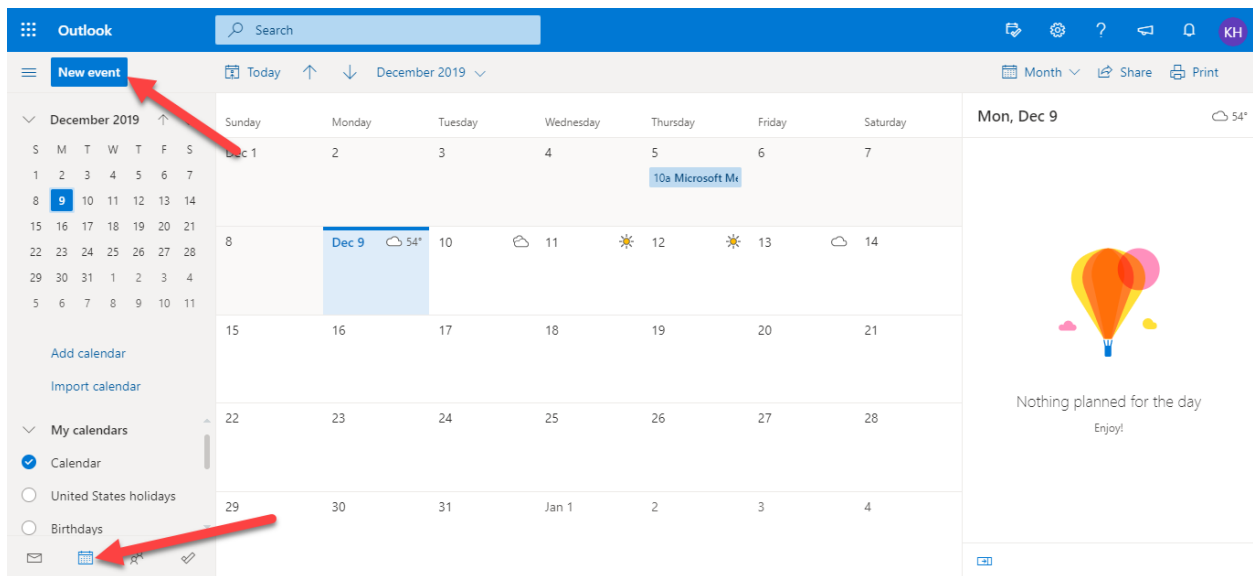 Outlook
Search
KH
New event
Today
December 2019
Month
Share
Print
December 2019
S M T W T F S
1 2 3 4 5 6 7
8 9 10 11 12 13 14
15 16 17 18 19 20 21
22 23 24 25 26 27 28
29 30 31 1 2 3 4
5 6 7 8 9 10 11
Add calendar
Import calendar
My calendars
Calendar
United States holidays
Birthdays
Sunday Monday Tuesday Wednesday Thursday Friday Saturday
Dec 1 2 3 4 5 6 7
10a Microsoft Me
8 Dec 9 54° 10 11 12 13 14
15 16 17 18 19 20 21
22 23 24 25 26 27 28
29 30 31 Jan 1 2 3 4
Mon, Dec 9 54°
Nothing planned for the day
Enjoy!